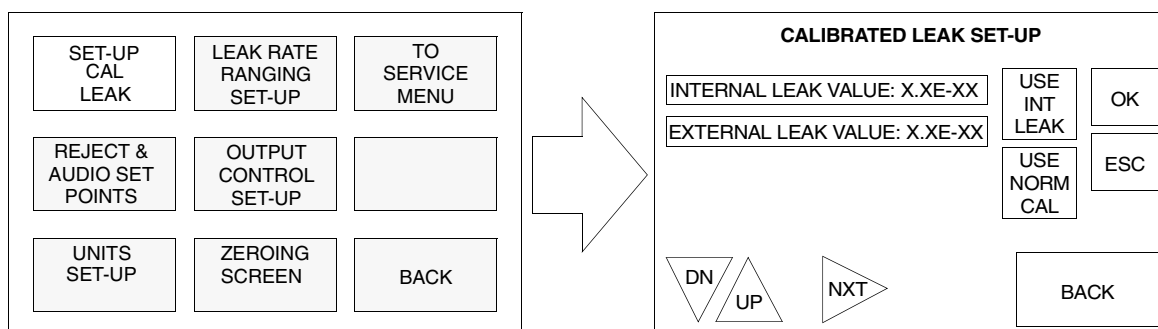 SET-UP
CAL
LEAK
LEAK RATE
RANGING
SET-UP
TO
SERVICE
MENU
REJECT &
AUDIO SET
POINTS
OUTPUT
CONTROL
SET-UP
UNITS
SET-UP
ZEROING
SCREEN
BACK
CALIBRATED LEAK SET-UP
INTERNAL LEAK VALUE: X.XE-XX
EXTERNAL LEAK VALUE: X.XE-XX
USE
INT
LEAK
OK
USE
NORM
CAL
ESC
DN
UP
NXT
BACK